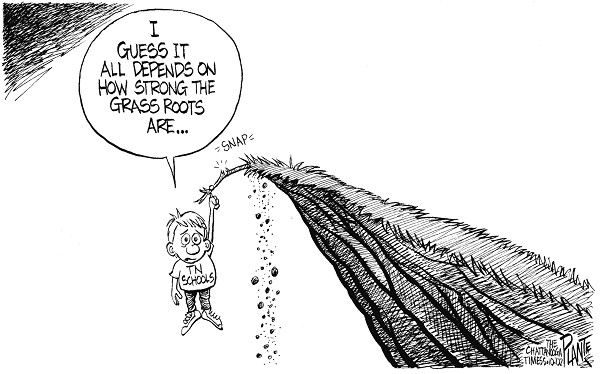 I
GUESS IT
ALL DEPENDS ON
HOW STRONG THE
GRASS ROOTS
ARE...
=SNAP=
TN
SCHOOLS
PLANTE
THE
CHATTANOOGA
TIMES